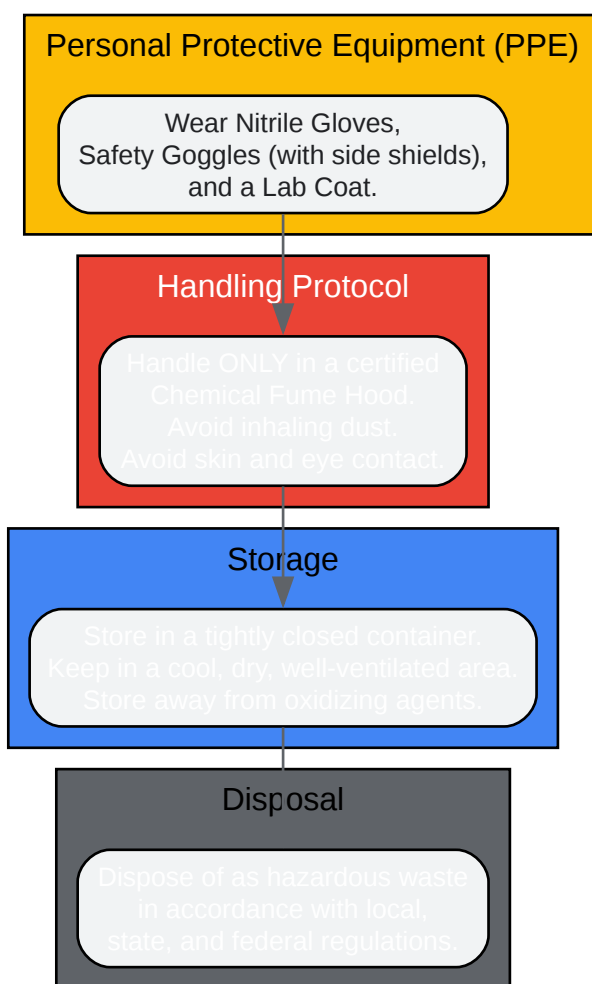 Personal Protective Equipment (PPE)
Wear Nitrile Gloves,
Safety Goggles (with side shields),
and a Lab Coat.
Handling Protocol
Handle ONLY in a certified
Chemical Fume Hood.
Avoid inhaling dust.
Avoid skin and eye contact.
Storage
Store in a tightly closed container.
Keep in a cool, dry, well-ventilated area.
Store away from oxidizing agents.
Disposal
Dispose of as hazardous waste
in accordance with local,
state, and federal regulations.